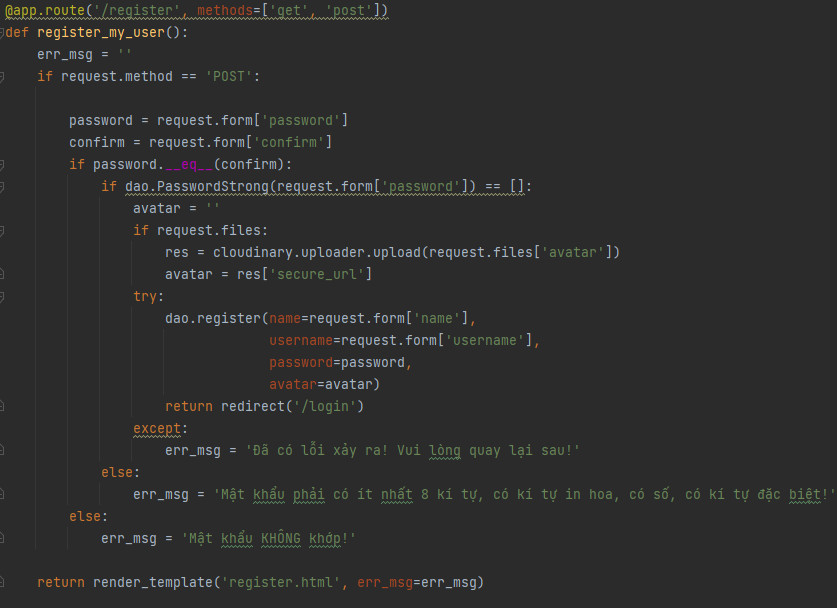 @app.route('/register', methods=['get', 'post'])
def register_my_user():
    err_msg = ''
    if request.method == 'POST':
        password = request.form['password']
        confirm = request.form['confirm']
        if password.__eq__(confirm):
            if dao.PasswordStrong(request.form['password']) == []:
                avatar = ''
                if request.files:
                    res = cloudinary.uploader.upload(request.files['avatar'])
                    avatar = res['secure_url']
                try:
                    dao.register(name=request.form['name'],
                                 username=request.form['username'],
                                 password=password,
                                 avatar=avatar)
                    return redirect('/login')
                except:
                    err_msg = 'Đã có lỗi xảy ra! Vui lòng quay lại sau!'
            else:
                err_msg = 'Mật khẩu phải có ít nhất 8 kí tự, có kí tự in hoa, có số, có kí tự đặc biệt!'
        else:
            err_msg = 'Mật khẩu KHÔNG khớp!'
    return render_template('register.html', err_msg=err_msg)